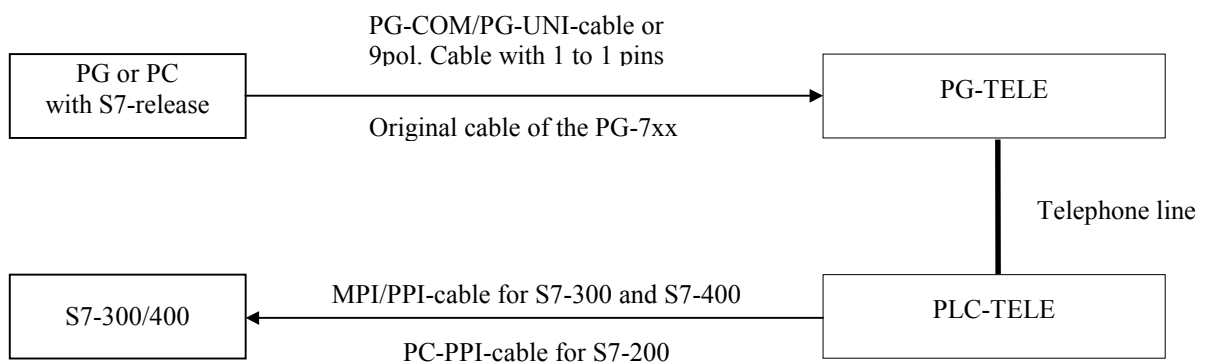 PG-COM/PG-UNI-cable or
9pol. Cable with 1 to 1 pins
PG or PC
with S7-release
PG-TELE
Original cable of the PG-7xx
Telephone line
S7-300/400
MPI/PPI-cable for S7-300 and S7-400
PLC-TELE
PC-PPI-cable for S7-200